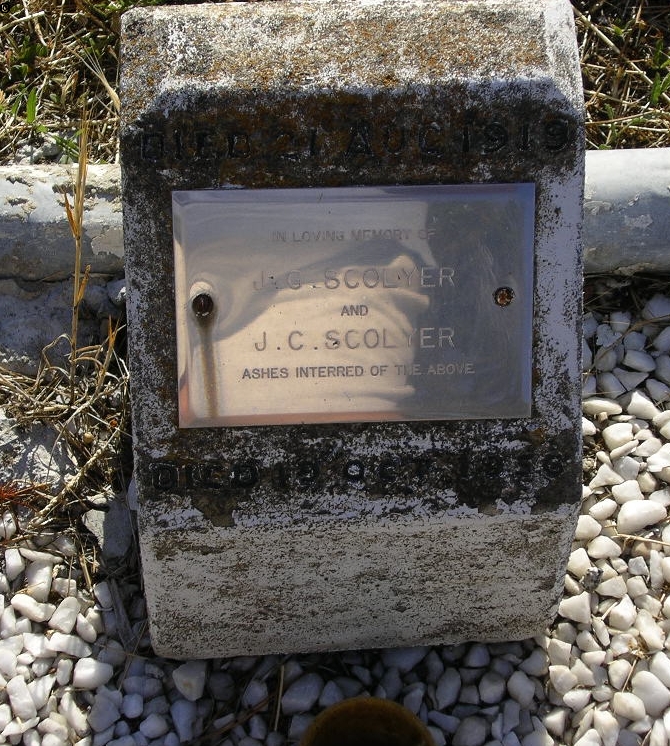 DIED 21 AUG 1919
IN LOVING MEMORY OF
J.G. SCOLYER
AND
J.C. SCOLYER
ASHES INTERRED OF THE ABOVE
DIED 19 OCT